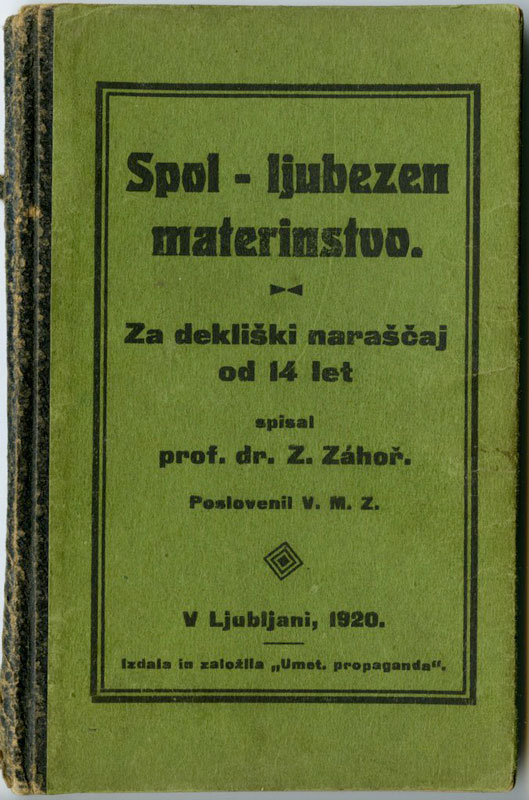 Spol - ljubezen
materinstvo.
Za dekliški naraščaj
od 14 let
spisal
prof. dr. Z. Záhoř.
Poslovenil V. M. Z.
V Ljubljani, 1920.
Izdala in založila „Umet. propaganda“.